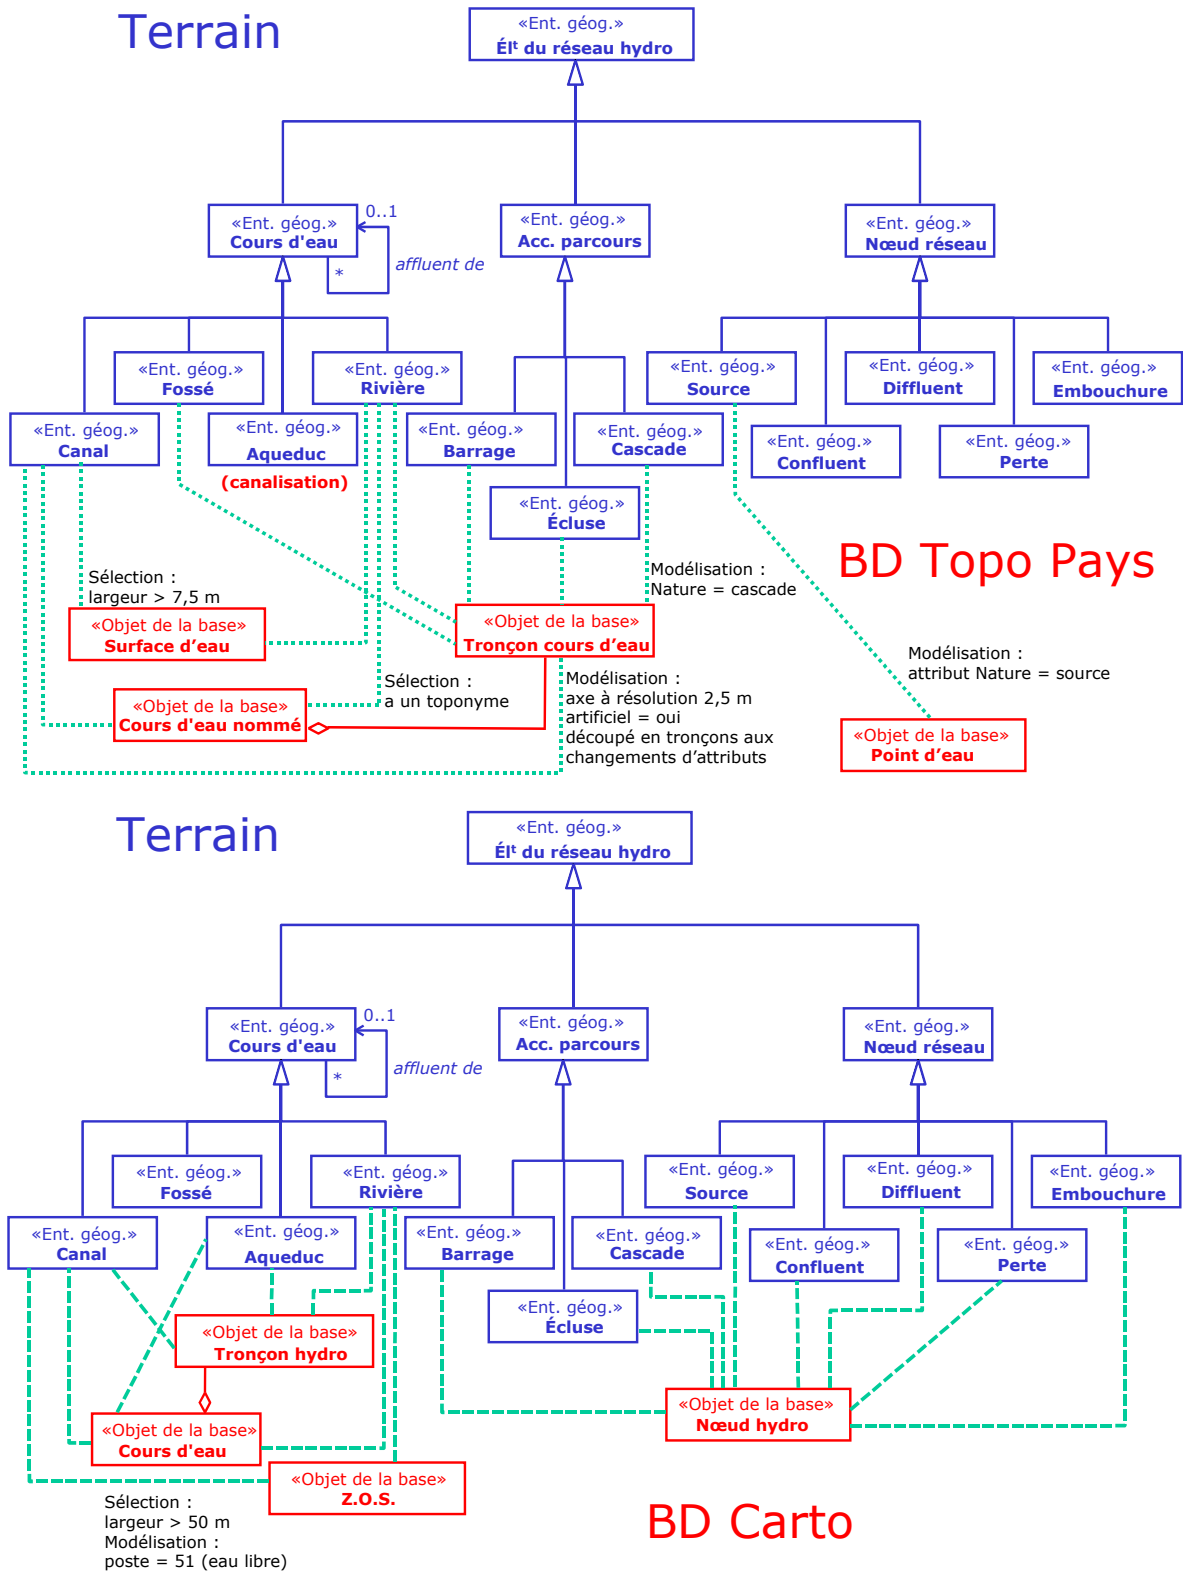 Terrain
«Ent. géog.»
Élᵗ du réseau hydro
«Ent. géog.»
Cours d'eau
0..1
*
affluent de
«Ent. géog.»
Acc. parcours
«Ent. géog.»
Nœud réseau
«Ent. géog.»
Fossé
«Ent. géog.»
Rivière
«Ent. géog.»
Source
«Ent. géog.»
Diffluent
«Ent. géog.»
Embouchure
«Ent. géog.»
Canal
«Ent. géog.»
Aqueduc
(canalisation)
«Ent. géog.»
Barrage
«Ent. géog.»
Cascade
«Ent. géog.»
Confluent
«Ent. géog.»
Perte
«Ent. géog.»
Écluse
BD Topo Pays
Sélection :
largeur > 7,5 m
Modélisation :
Nature = cascade
«Objet de la base»
Surface d’eau
«Objet de la base»
Tronçon cours d’eau
Modélisation :
attribut Nature = source
Sélection :
a un toponyme
Modélisation :
axe à résolution 2,5 m
artificiel = oui
découpé en tronçons aux
changements d’attributs
«Objet de la base»
Cours d'eau nommé
«Objet de la base»
Point d’eau
Terrain
«Ent. géog.»
Élᵗ du réseau hydro
«Ent. géog.»
Cours d'eau
0..1
*
affluent de
«Ent. géog.»
Acc. parcours
«Ent. géog.»
Nœud réseau
«Ent. géog.»
Fossé
«Ent. géog.»
Rivière
«Ent. géog.»
Source
«Ent. géog.»
Diffluent
«Ent. géog.»
Embouchure
«Ent. géog.»
Canal
«Ent. géog.»
Aqueduc
«Ent. géog.»
Barrage
«Ent. géog.»
Cascade
«Ent. géog.»
Confluent
«Ent. géog.»
Perte
«Ent. géog.»
Écluse
«Objet de la base»
Tronçon hydro
«Objet de la base»
Nœud hydro
«Objet de la base»
Cours d'eau
«Objet de la base»
Z.O.S.
Sélection :
largeur > 50 m
Modélisation :
poste = 51 (eau libre)
BD Carto